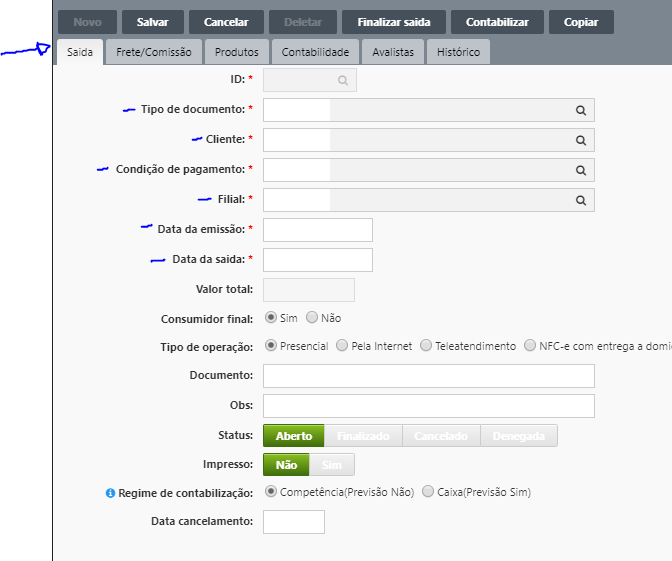 Novo Salvar Cancelar Deletar Finalizar saida Contabilizar Copiar
Saida Frete/Comissão Produtos Contabilidade Avalistas Histórico
ID: *
Tipo de documento: *
Cliente: *
Condição de pagamento: *
Filial: *
Data da emissão: *
Data da saida: *
Valor total:
Consumidor final: Sim Não
Tipo de operação: Presencial Pela Internet Teleatendimento NFC-e com entrega a domi
Documento:
Obs:
Status: Aberto Finalizado Cancelado Denegada
Impresso: Não Sim
Regime de contabilização: Competência(Previsão Não) Caixa(Previsão Sim)
Data cancelamento: